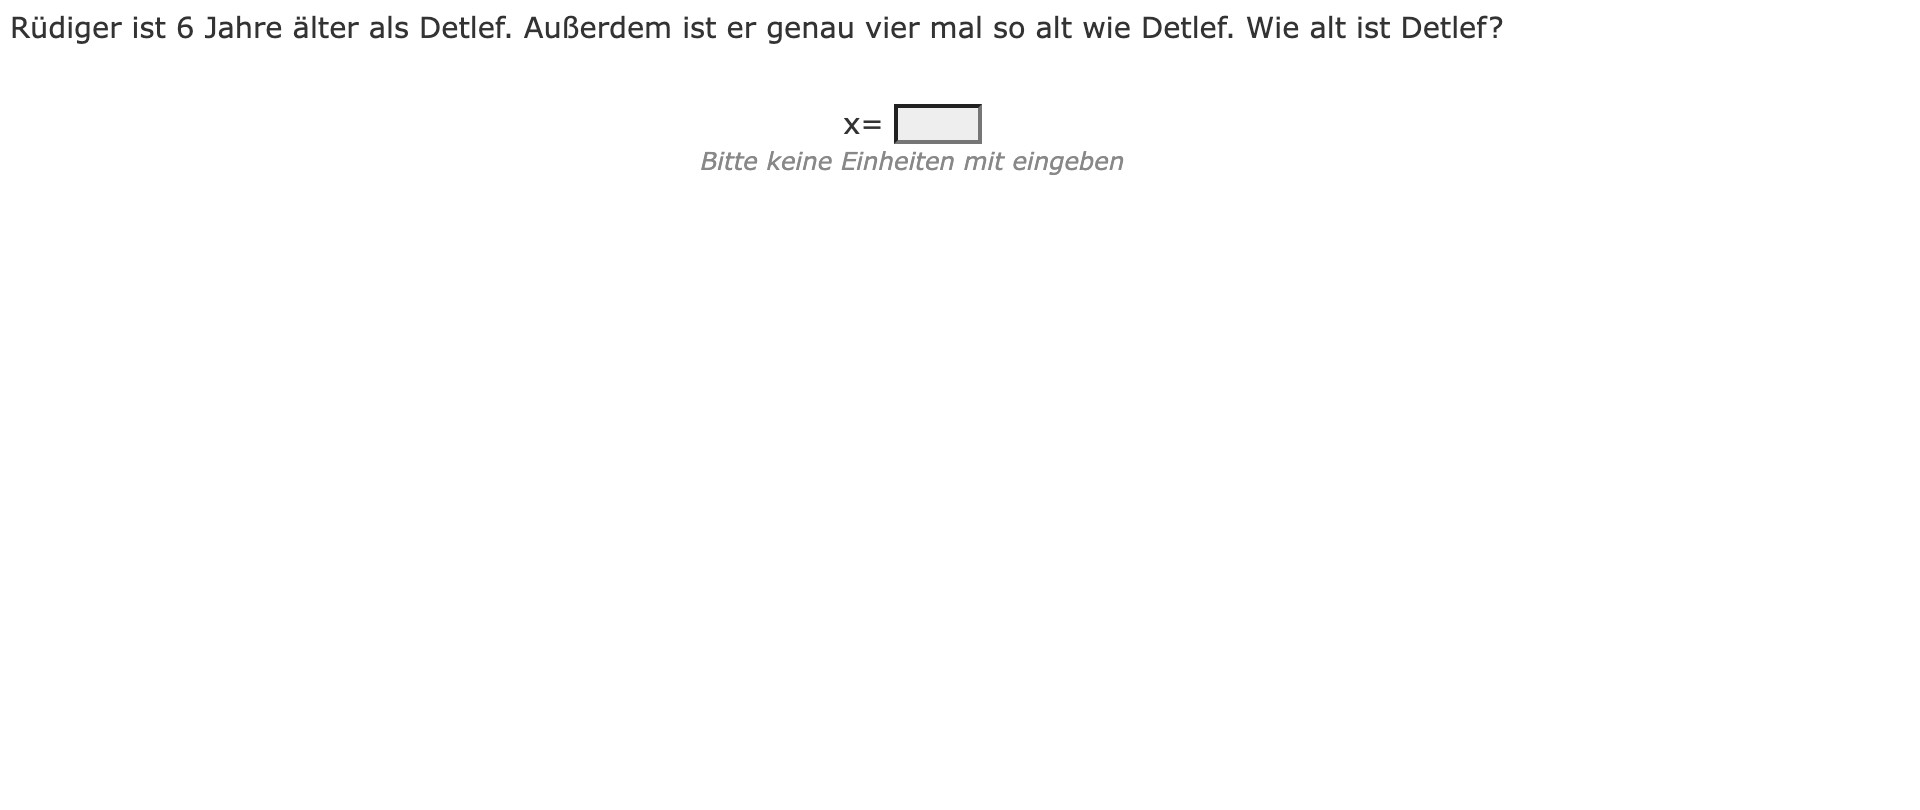 Rüdiger ist 6 Jahre älter als Detlef. Außerdem ist er genau vier mal so alt wie Detlef. Wie alt ist Detlef?
x=
Bitte keine Einheiten mit eingeben